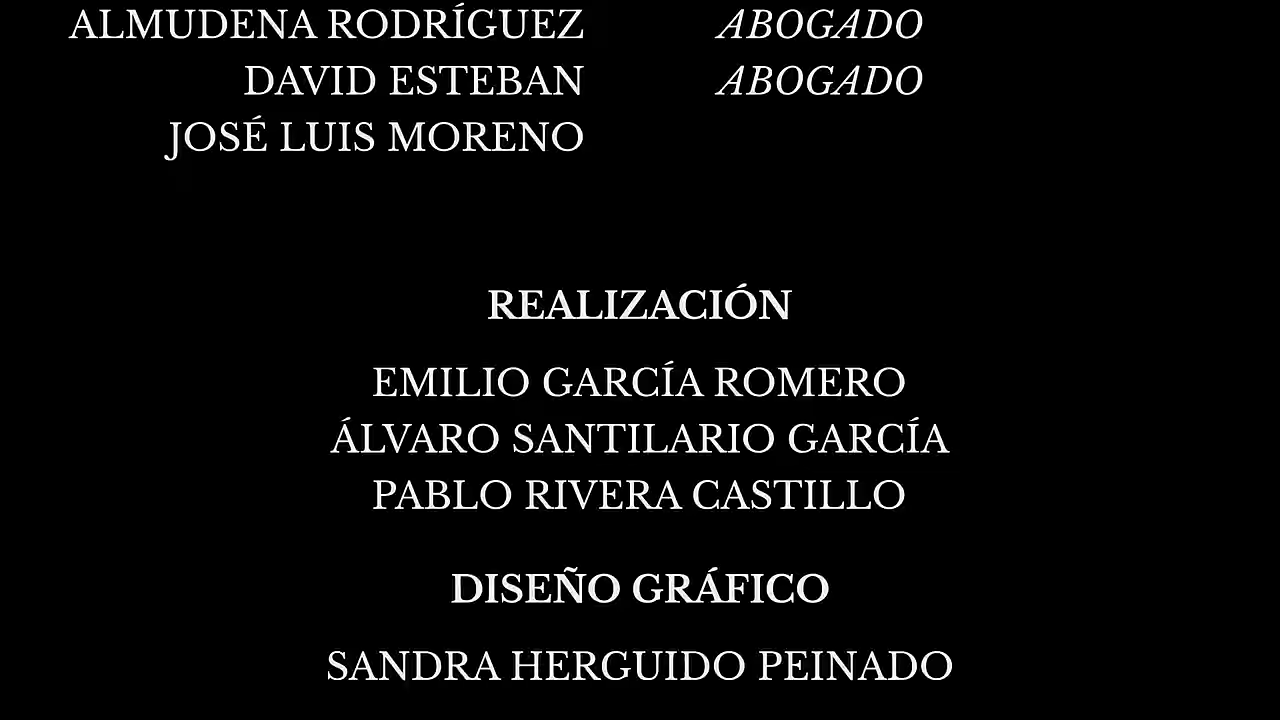 ALMUDENA RODRÍGUEZ ABOGADO
DAVID ESTEBAN ABOGADO
JOSÉ LUIS MORENO
REALIZACIÓN
EMILIO GARCÍA ROMERO
ÁLVARO SANTILARIO GARCÍA
PABLO RIVERA CASTILLO
DISEÑO GRÁFICO
SANDRA HERGUIDO PEINADO